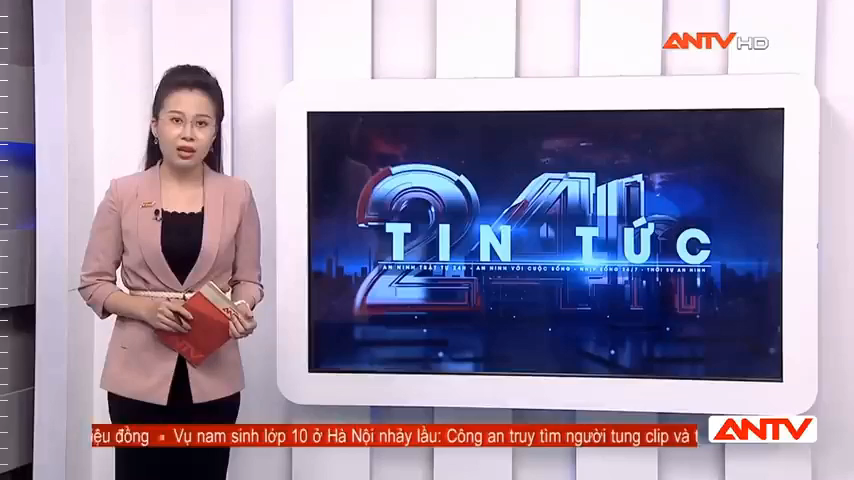 ANTV HD
24h
TIN TỨC
AN NINH TRẬT TỰ 24H - AN NINH VỚI CUỘC SỐNG - NHỊP SỐNG 24/7 - THỜI SỰ AN NINH
đồng ▪ Vụ nam sinh lớp 10 ở Hà Nội nhảy lầu: Công an truy tìm người tung clip và
ANTV